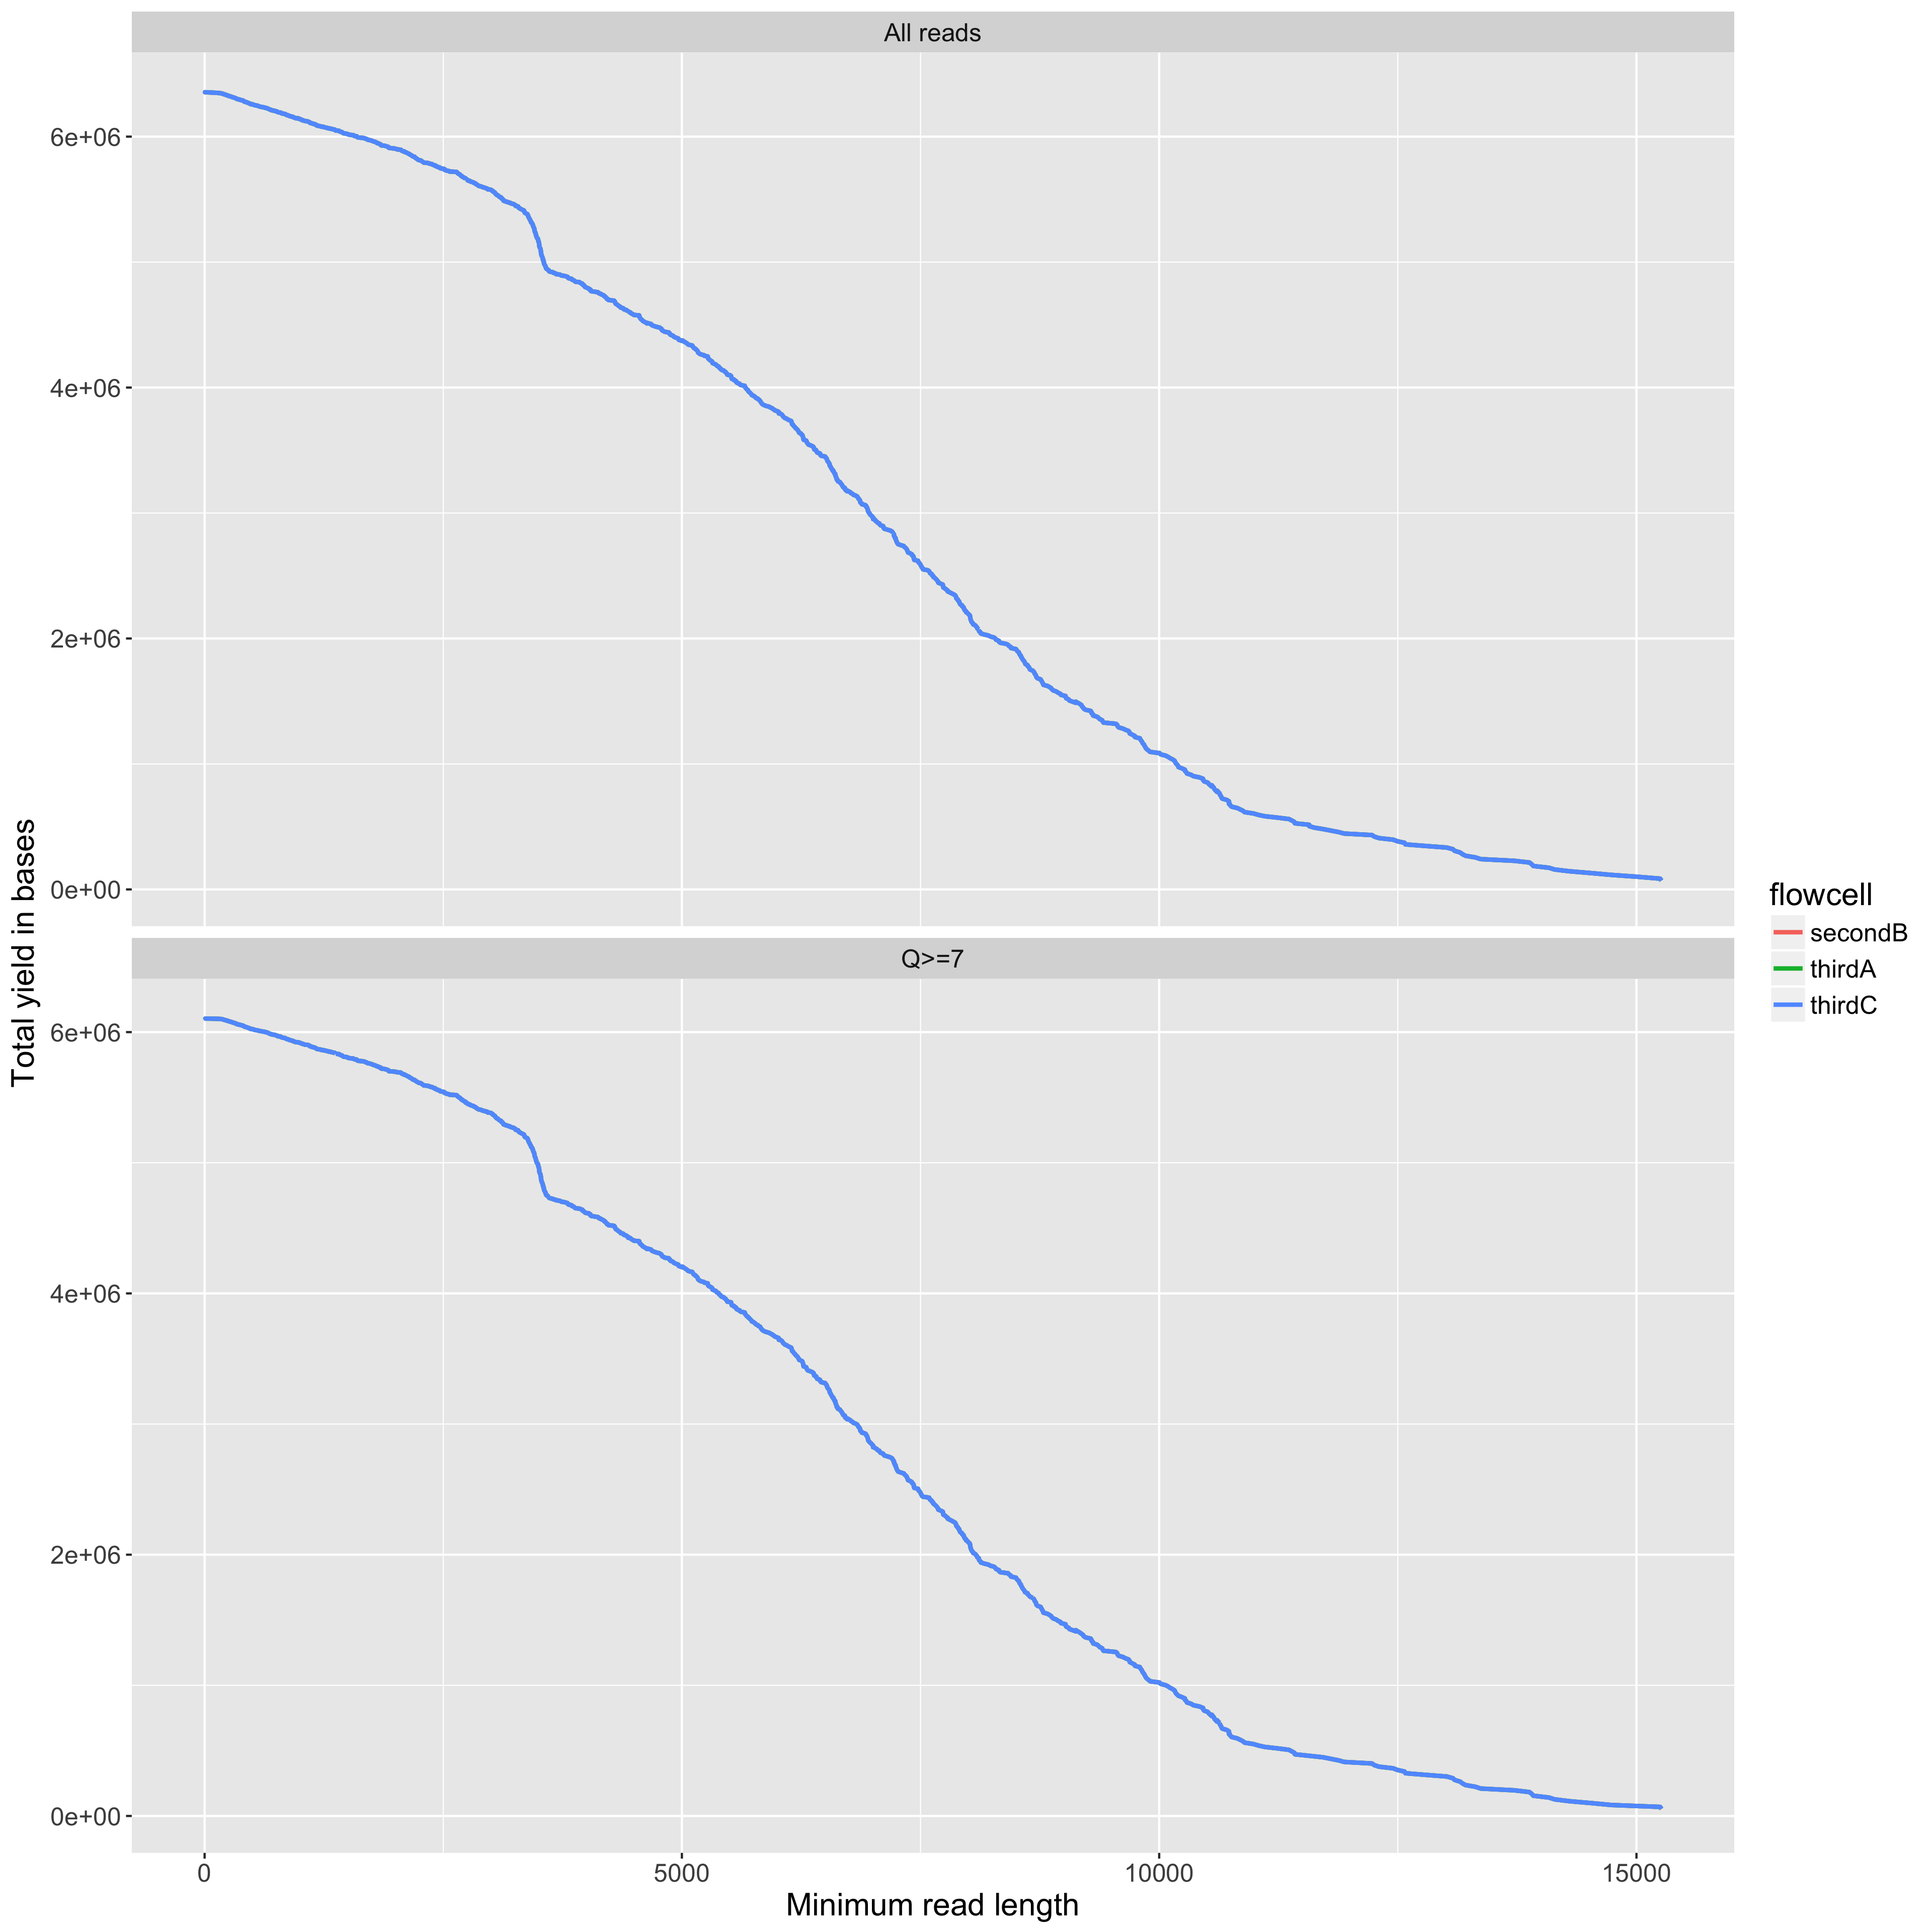 All reads
6e+06
4e+06
2e+06
0e+00
Q>=7
6e+06
4e+06
2e+06
0e+00
0 5000 10000 15000
Minimum read length
Total yield in bases
flowcell
secondB
thirdA
thirdC